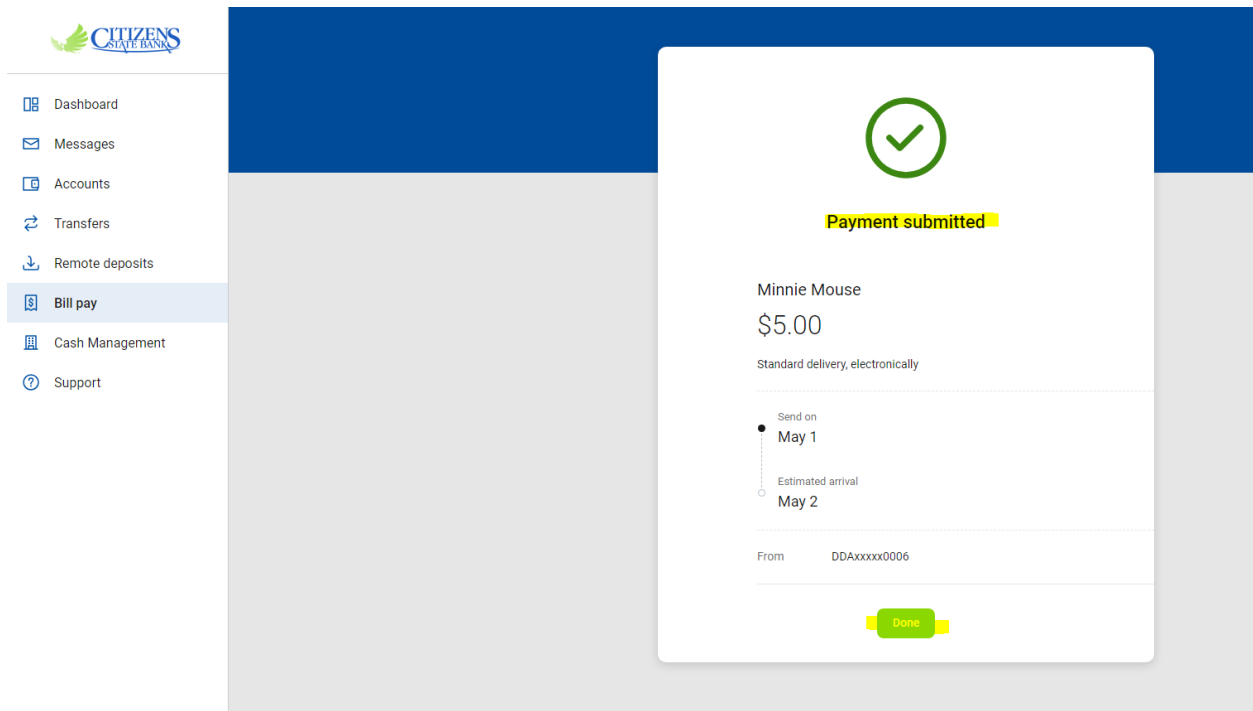 CITIZENS
STATE BANK
Dashboard
Messages
Accounts
Transfers
Remote deposits
Bill pay
Cash Management
Support
Payment submitted
Minnie Mouse
$5.00
Standard delivery, electronically
Send on
May 1
Estimated arrival
May 2
From DDAxxxxx0006
Done